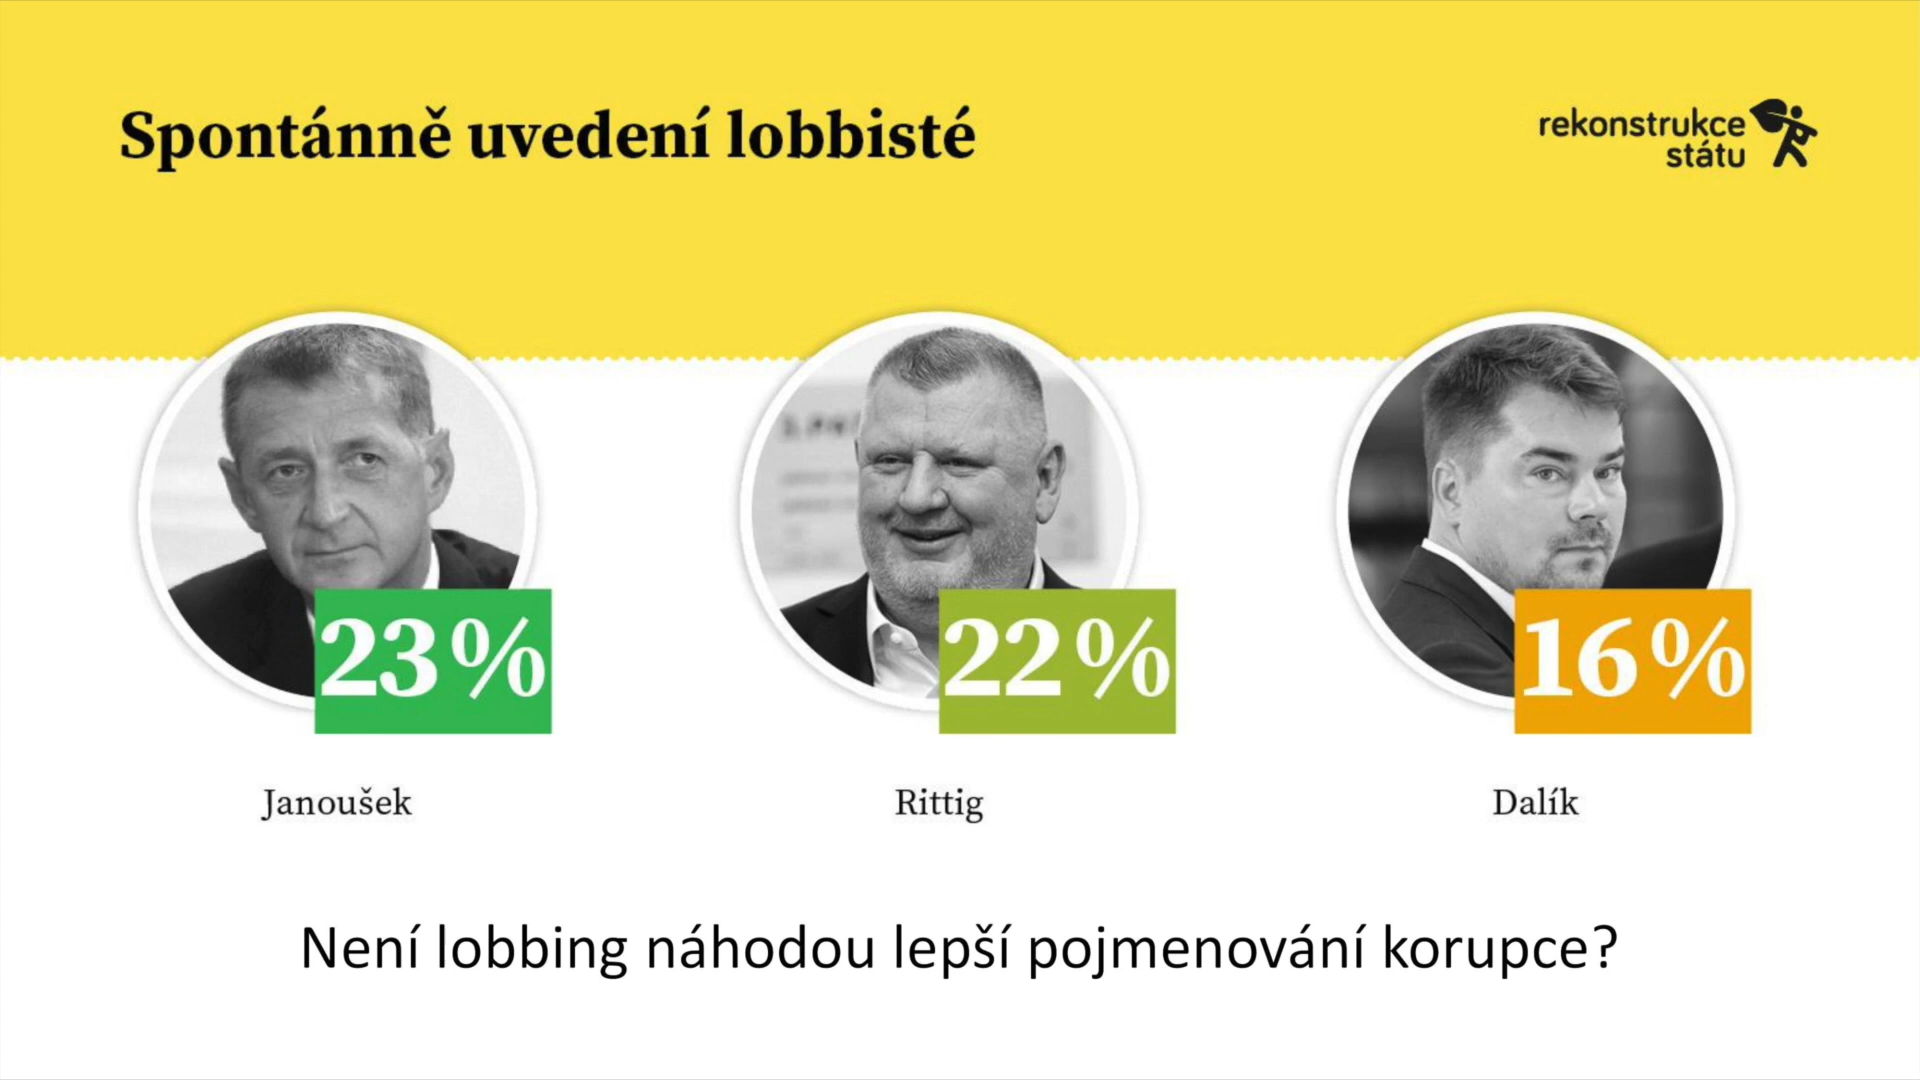 Spontánně uvedení lobbisté
rekonstrukce
státu
23%
22%
16%
Janoušek
Rittig
Dalík
Není lobbing náhodou lepší pojmenování korupce?